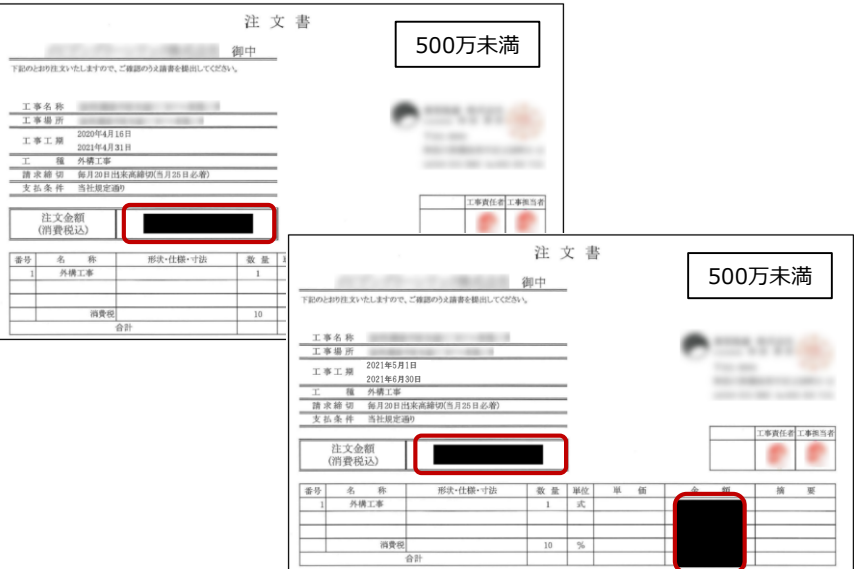 注文書
500万未満
御中
下記のとおり注文いたしますので、ご確認のうえ請書を提出してください。
工事名称
工事場所
工事工期 2020年4月16日
2021年4月31日
工種 外構工事
請求締切 毎月20日出来高締切(当月25日必着)
支払条件 当社規定通り
工事責任者 工事担当者
注文金額
(消費税込)
番号 名称 形状・仕様・寸法 数量
1 外構工事 1
消費税 10
合計
注文書
500万未満
御中
下記のとおり注文いたしますので、ご確認のうえ請書を提出してください。
工事名称
工事場所
工事工期 2021年5月1日
2021年6月30日
工種 外構工事
請求締切 毎月20日出来高締切(当月25日必着)
支払条件 当社規定通り
工事責任者 工事担当者
注文金額
(消費税込)
番号 名称 形状・仕様・寸法 数量 単位 単価 金額 摘要
1 外構工事 1 式
消費税 10 %
合計